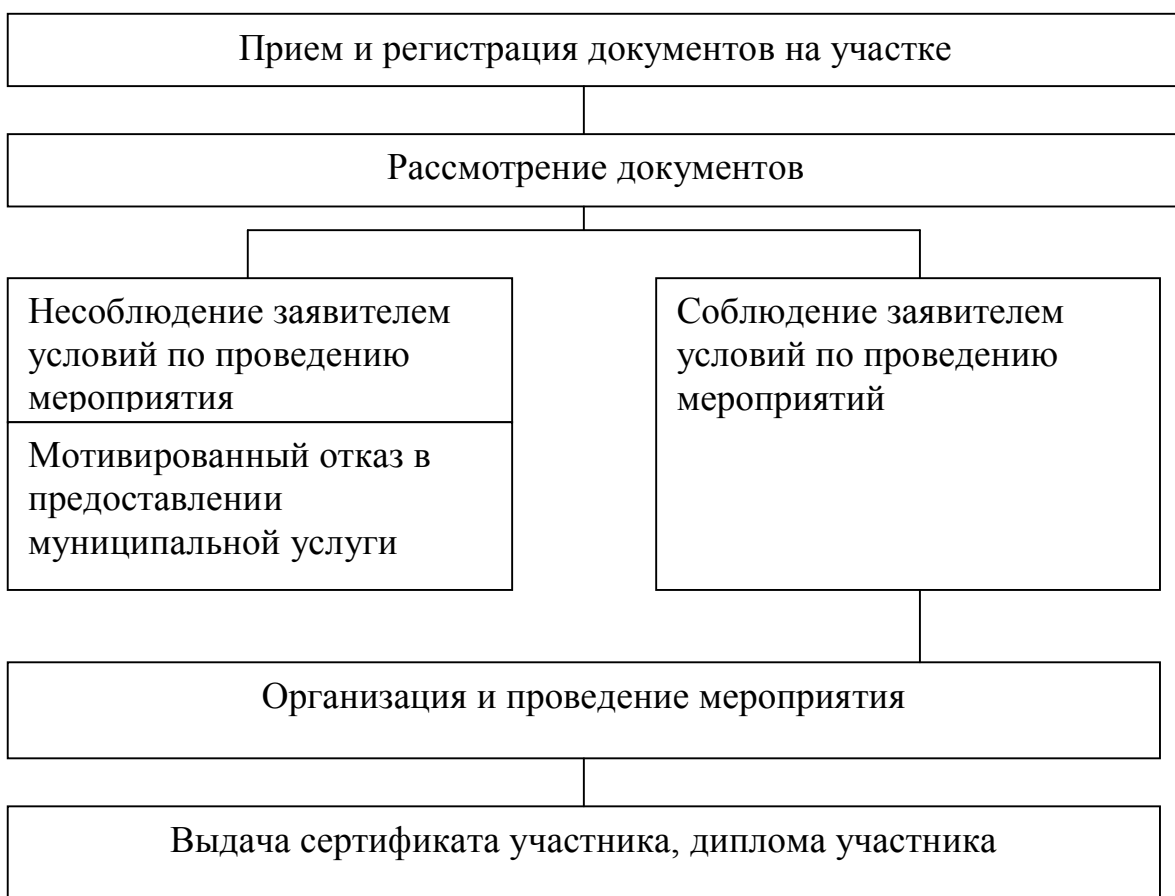 Прием и регистрация документов на участке
Рассмотрение документов
Несоблюдение заявителем
условий по проведению
мероприятия
Мотивированный отказ в
предоставлении
муниципальной услуги
Соблюдение заявителем
условий по проведению
мероприятий
Организация и проведение мероприятия
Выдача сертификата участника, диплома участника